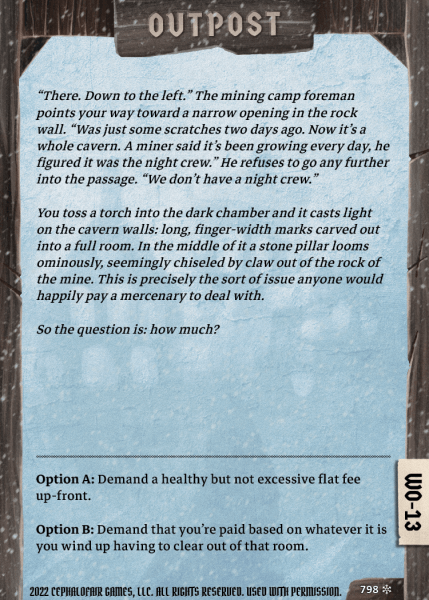 OUTPOST
“There. Down to the left.” The mining camp foreman
points your way toward a narrow opening in the rock
wall. “Was just some scratches two days ago. Now it’s a
whole cavern. A miner said it’s been growing every day, he
figured it was the night crew.” He refuses to go any further
into the passage. “We don’t have a night crew.”
You toss a torch into the dark chamber and it casts light
on the cavern walls: long, finger-width marks carved out
into a full room. In the middle of it a stone pillar looms
ominously, seemingly chiseled by claw out of the rock of
the mine. This is precisely the sort of issue anyone would
happily pay a mercenary to deal with.
So the question is: how much?
Option A: Demand a healthy but not excessive flat fee
up-front.
Option B: Demand that you’re paid based on whatever it is
you wind up having to clear out of that room.
WO-13
2022 CEPHALOFAIR GAMES, LLC. ALL RIGHTS RESERVED. USED WITH PERMISSION.
798